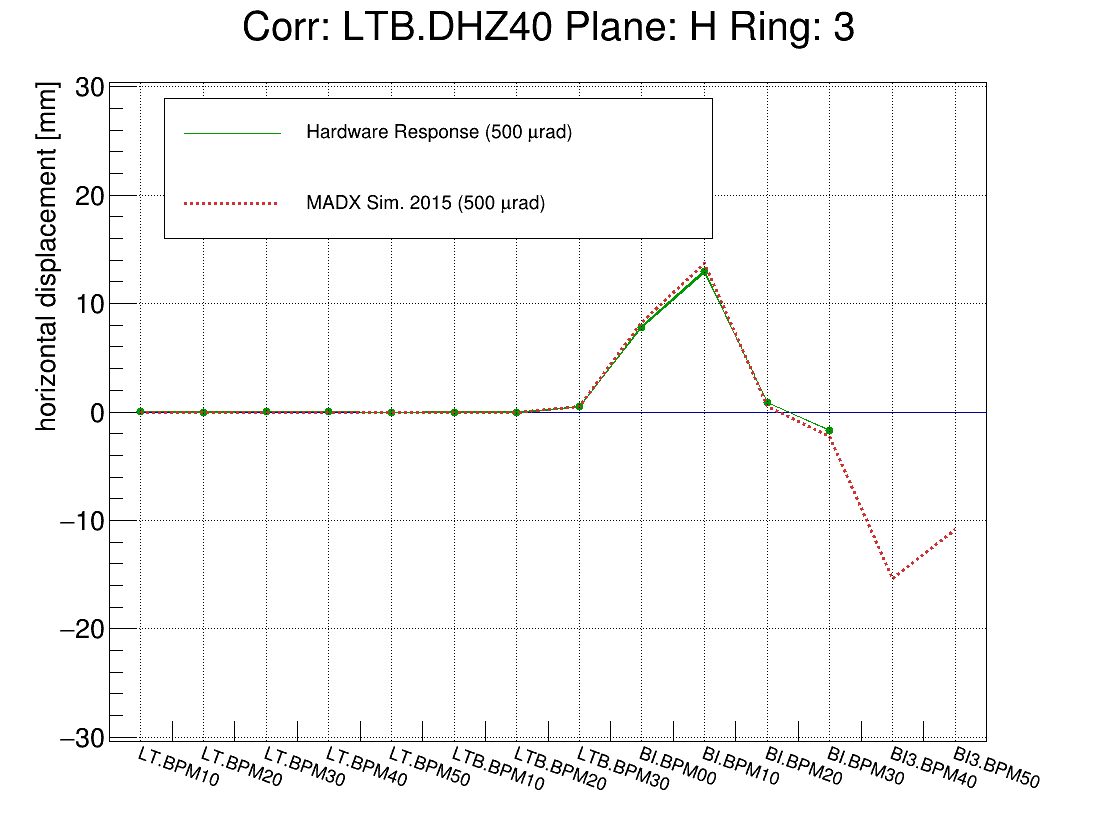 Corr: LTB.DHZ40 Plane: H Ring: 3
horizontal displacement [mm]
30
20
10
0
−10
−20
−30
Hardware Response (500 μrad)
MADX Sim. 2015 (500 μrad)
LT.BPM10
LT.BPM20
LT.BPM30
LT.BPM40
LT.BPM50
LTB.BPM10
LTB.BPM20
LTB.BPM30
BI.BPM00
BI.BPM10
BI.BPM20
BI.BPM30
BI3.BPM40
BI3.BPM50